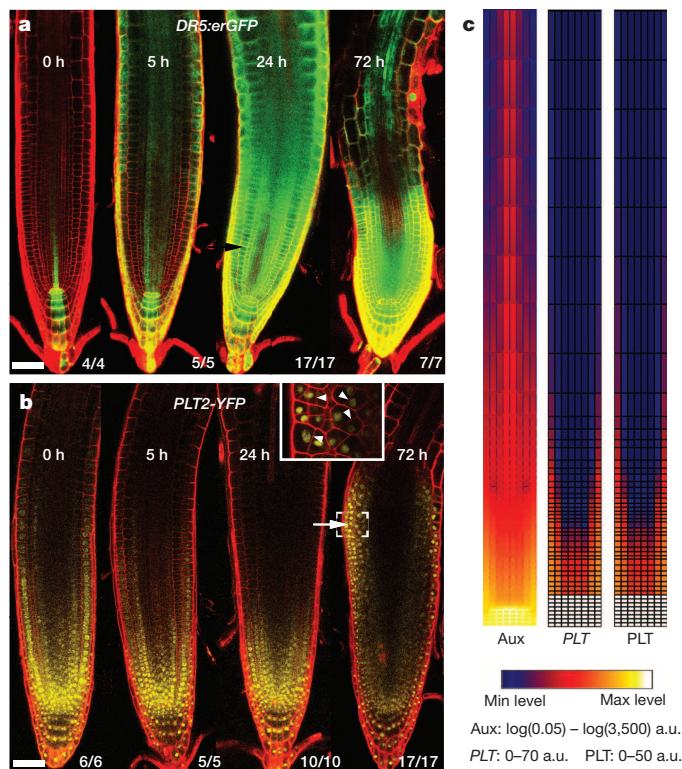 a
DR5:erGFP
0 h
5 h
24 h
72 h
4/4
5/5
17/17
7/7
b
PLT2-YFP
0 h
5 h
24 h
72 h
6/6
5/5
10/10
17/17
c
Aux
PLT
PLT
Min level
Max level
Aux: log(0.05) – log(3,500) a.u.
PLT: 0–70 a.u. PLT: 0–50 a.u.